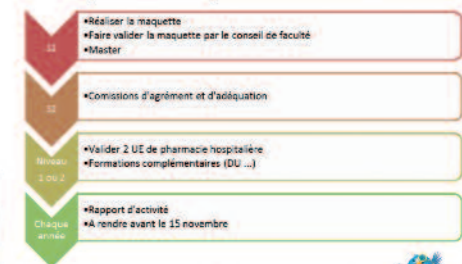 S1
•Réaliser la maquette
•Faire valider la maquette par le conseil de faculté
•Master
S2
•Comissions d'agrément et d'adéquation
Niveau
1 ou 2
•Valider 2 UE de pharmacie hospitalière
•Formations complémentaires (DU ...)
Chaque
année
•Rapport d'activité
•A rendre avant le 15 novembre